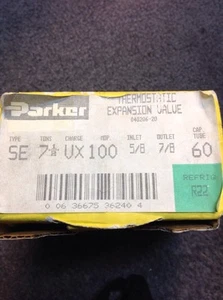 Parker
THERMOSTATIC
EXPANSION VALVE
TYPE TONS CHARGE MOP INLET OUTLET CAP TUBE
SE 7½ VX100 5/8 7/8 60
REFRIG
R22
0 06 36675 36240 4